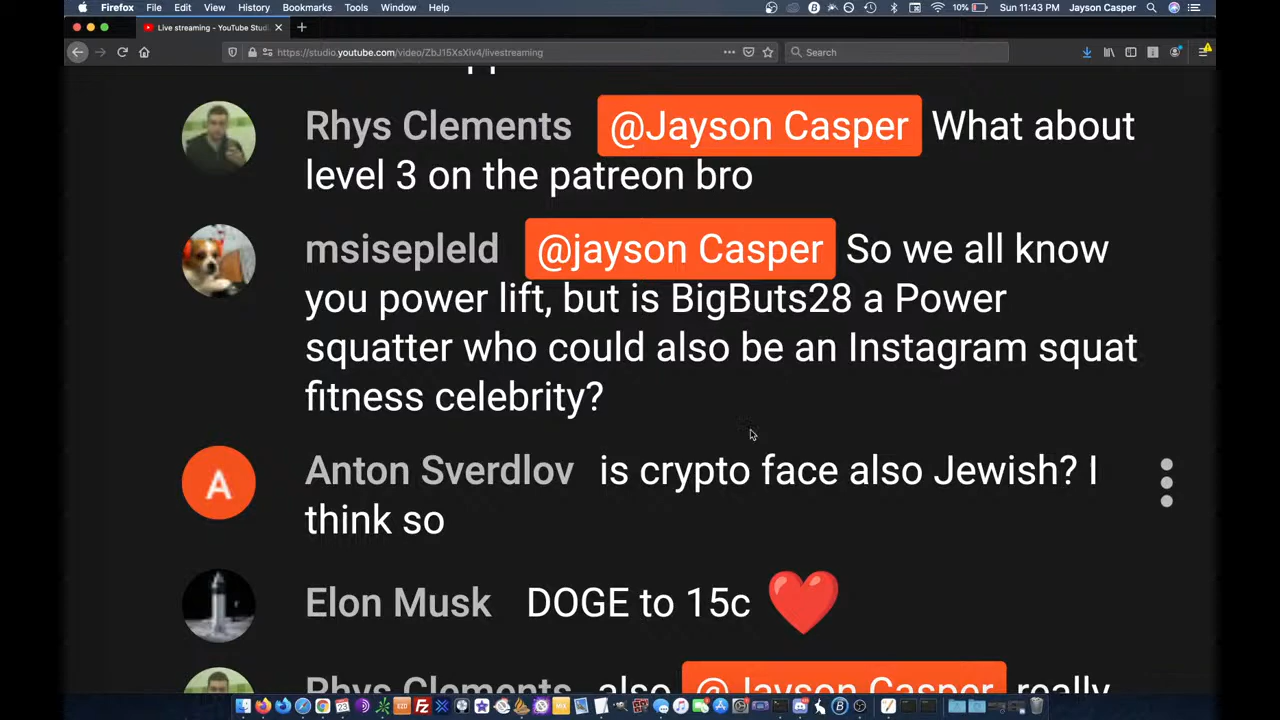 Firefox File Edit View History Bookmarks Tools Window Help 10% Sun 11:43 PM Jayson Casper
Live streaming - YouTube Studi
https://studio.youtube.com/video/ZbJ15XsXiv4/livestreaming Search
Rhys Clements @Jayson Casper What about
level 3 on the patreon bro
msisepleld @jayson Casper So we all know
you power lift, but is BigButs28 a Power
squatter who could also be an Instagram squat
fitness celebrity?
A Anton Sverdlov is crypto face also Jewish? I
think so
Elon Musk DOGE to 15c ❤️
Rhys Clements also @Jayson Casper really